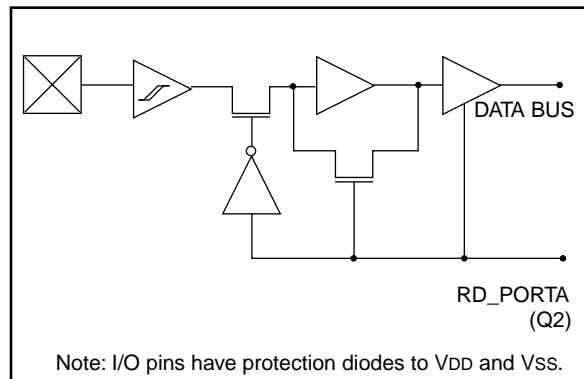 DATA BUS
RD_PORTA
(Q2)
Note: I/O pins have protection diodes to VDD and VSS.